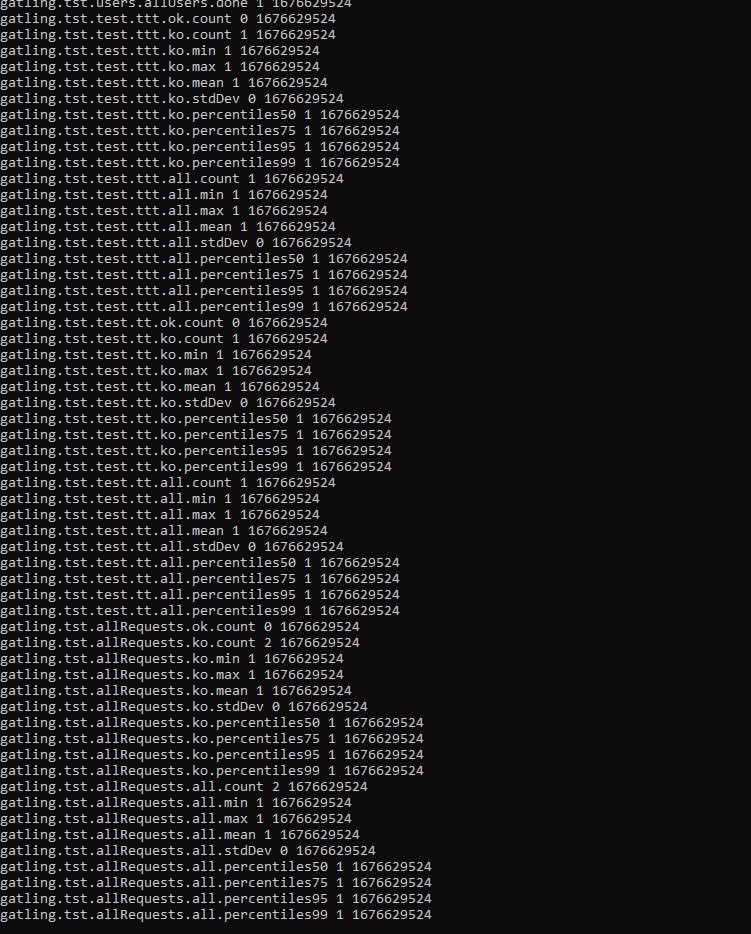 gatling.tst.users.allUsers.done 1 1676629524
gatling.tst.test.ttt.ok.count 0 1676629524
gatling.tst.test.ttt.ko.count 1 1676629524
gatling.tst.test.ttt.ko.min 1 1676629524
gatling.tst.test.ttt.ko.max 1 1676629524
gatling.tst.test.ttt.ko.mean 1 1676629524
gatling.tst.test.ttt.ko.stdDev 0 1676629524
gatling.tst.test.ttt.ko.percentiles50 1 1676629524
gatling.tst.test.ttt.ko.percentiles75 1 1676629524
gatling.tst.test.ttt.ko.percentiles95 1 1676629524
gatling.tst.test.ttt.ko.percentiles99 1 1676629524
gatling.tst.test.ttt.all.count 1 1676629524
gatling.tst.test.ttt.all.min 1 1676629524
gatling.tst.test.ttt.all.max 1 1676629524
gatling.tst.test.ttt.all.mean 1 1676629524
gatling.tst.test.ttt.all.stdDev 0 1676629524
gatling.tst.test.ttt.all.percentiles50 1 1676629524
gatling.tst.test.ttt.all.percentiles75 1 1676629524
gatling.tst.test.ttt.all.percentiles95 1 1676629524
gatling.tst.test.ttt.all.percentiles99 1 1676629524
gatling.tst.test.tt.ok.count 0 1676629524
gatling.tst.test.tt.ko.count 1 1676629524
gatling.tst.test.tt.ko.min 1 1676629524
gatling.tst.test.tt.ko.max 1 1676629524
gatling.tst.test.tt.ko.mean 1 1676629524
gatling.tst.test.tt.ko.stdDev 0 1676629524
gatling.tst.test.tt.ko.percentiles50 1 1676629524
gatling.tst.test.tt.ko.percentiles75 1 1676629524
gatling.tst.test.tt.ko.percentiles95 1 1676629524
gatling.tst.test.tt.ko.percentiles99 1 1676629524
gatling.tst.test.tt.all.count 1 1676629524
gatling.tst.test.tt.all.min 1 1676629524
gatling.tst.test.tt.all.max 1 1676629524
gatling.tst.test.tt.all.mean 1 1676629524
gatling.tst.test.tt.all.stdDev 0 1676629524
gatling.tst.test.tt.all.percentiles50 1 1676629524
gatling.tst.test.tt.all.percentiles75 1 1676629524
gatling.tst.test.tt.all.percentiles95 1 1676629524
gatling.tst.test.tt.all.percentiles99 1 1676629524
gatling.tst.allRequests.ok.count 0 1676629524
gatling.tst.allRequests.ko.count 2 1676629524
gatling.tst.allRequests.ko.min 1 1676629524
gatling.tst.allRequests.ko.max 1 1676629524
gatling.tst.allRequests.ko.mean 1 1676629524
gatling.tst.allRequests.ko.stdDev 0 1676629524
gatling.tst.allRequests.ko.percentiles50 1 1676629524
gatling.tst.allRequests.ko.percentiles75 1 1676629524
gatling.tst.allRequests.ko.percentiles95 1 1676629524
gatling.tst.allRequests.ko.percentiles99 1 1676629524
gatling.tst.allRequests.all.count 2 1676629524
gatling.tst.allRequests.all.min 1 1676629524
gatling.tst.allRequests.all.max 1 1676629524
gatling.tst.allRequests.all.mean 1 1676629524
gatling.tst.allRequests.all.stdDev 0 1676629524
gatling.tst.allRequests.all.percentiles50 1 1676629524
gatling.tst.allRequests.all.percentiles75 1 1676629524
gatling.tst.allRequests.all.percentiles95 1 1676629524
gatling.tst.allRequests.all.percentiles99 1 1676629524